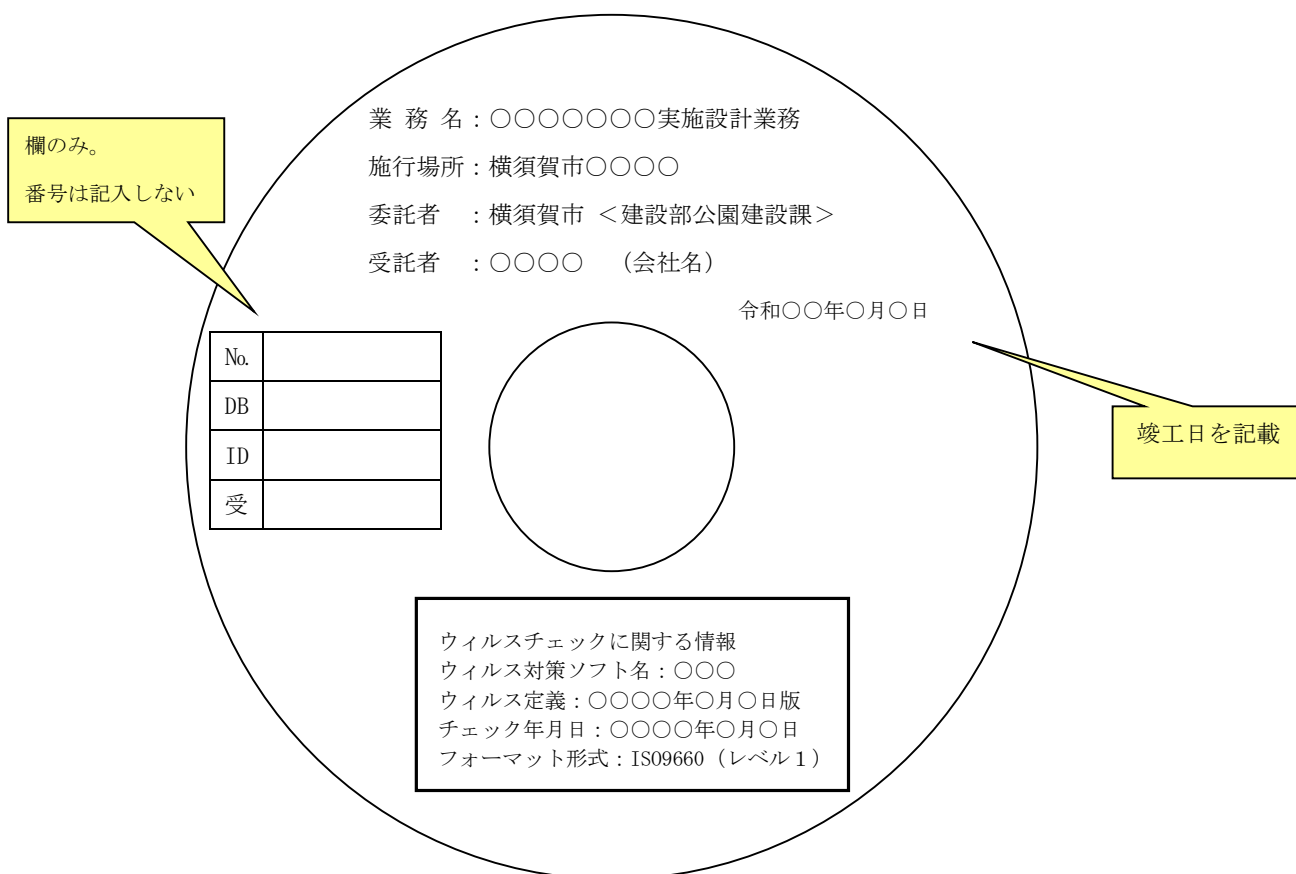 業 務 名：○○○○○○○実施設計業務
施行場所：横須賀市○○○○
委託者　：横須賀市 ＜建設部公園建設課＞
受託者　：○○○○　（会社名）
令和○○年○月○日
欄のみ。
番号は記入しない
№
DB
ID
受
竣工日を記載
ウィルスチェックに関する情報
ウィルス対策ソフト名：○○○
ウィルス定義：○○○○年○月○日版
チェック年月日：○○○○年○月○日
フォーマット形式：ISO9660（レベル１）